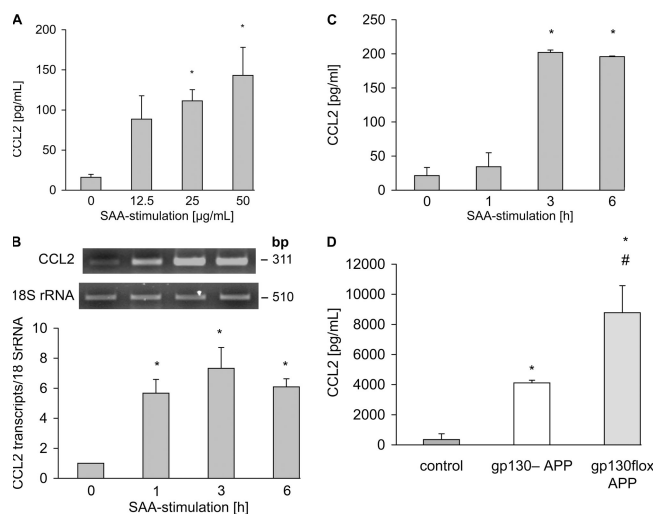 A
CCL2 [pg/mL]
200
150
100
50
0
*
*
0 12.5 25 50
SAA-stimulation [µg/mL]
B
bp
CCL2 – 311
18S rRNA – 510
CCL2 transcripts/18 SrRNA
10
8
6
4
2
0
* * *
0 1 3 6
SAA-stimulation [h]
C
CCL2 [pg/ml]
250
200
150
100
50
0
* *
0 1 3 6
SAA-stimulation [h]
D
CCL2 [pg/mL]
12000
10000
8000
6000
4000
2000
0
*
#
*
control gp130– APP gp130flox
APP